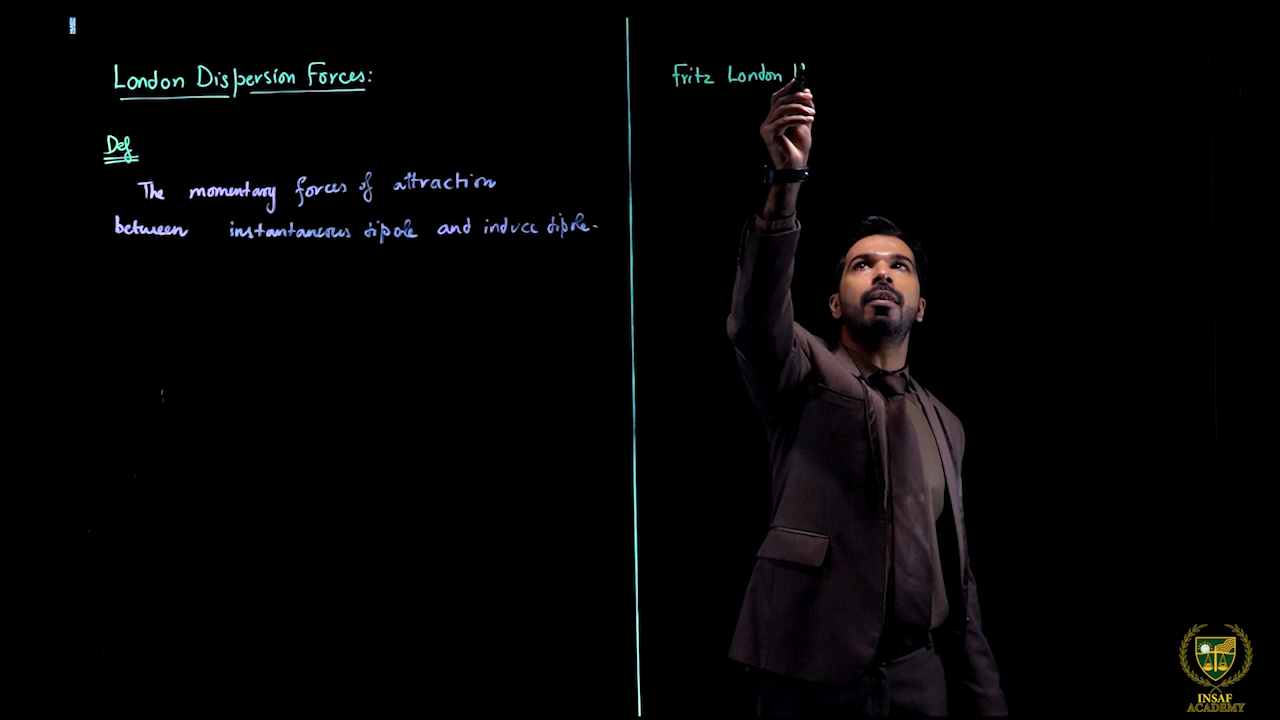 London Dispersion Forces:
Def
The momentary forces of attraction
between instantaneous dipole and induce dipole.
Fritz London
INSAF
ACADEMY